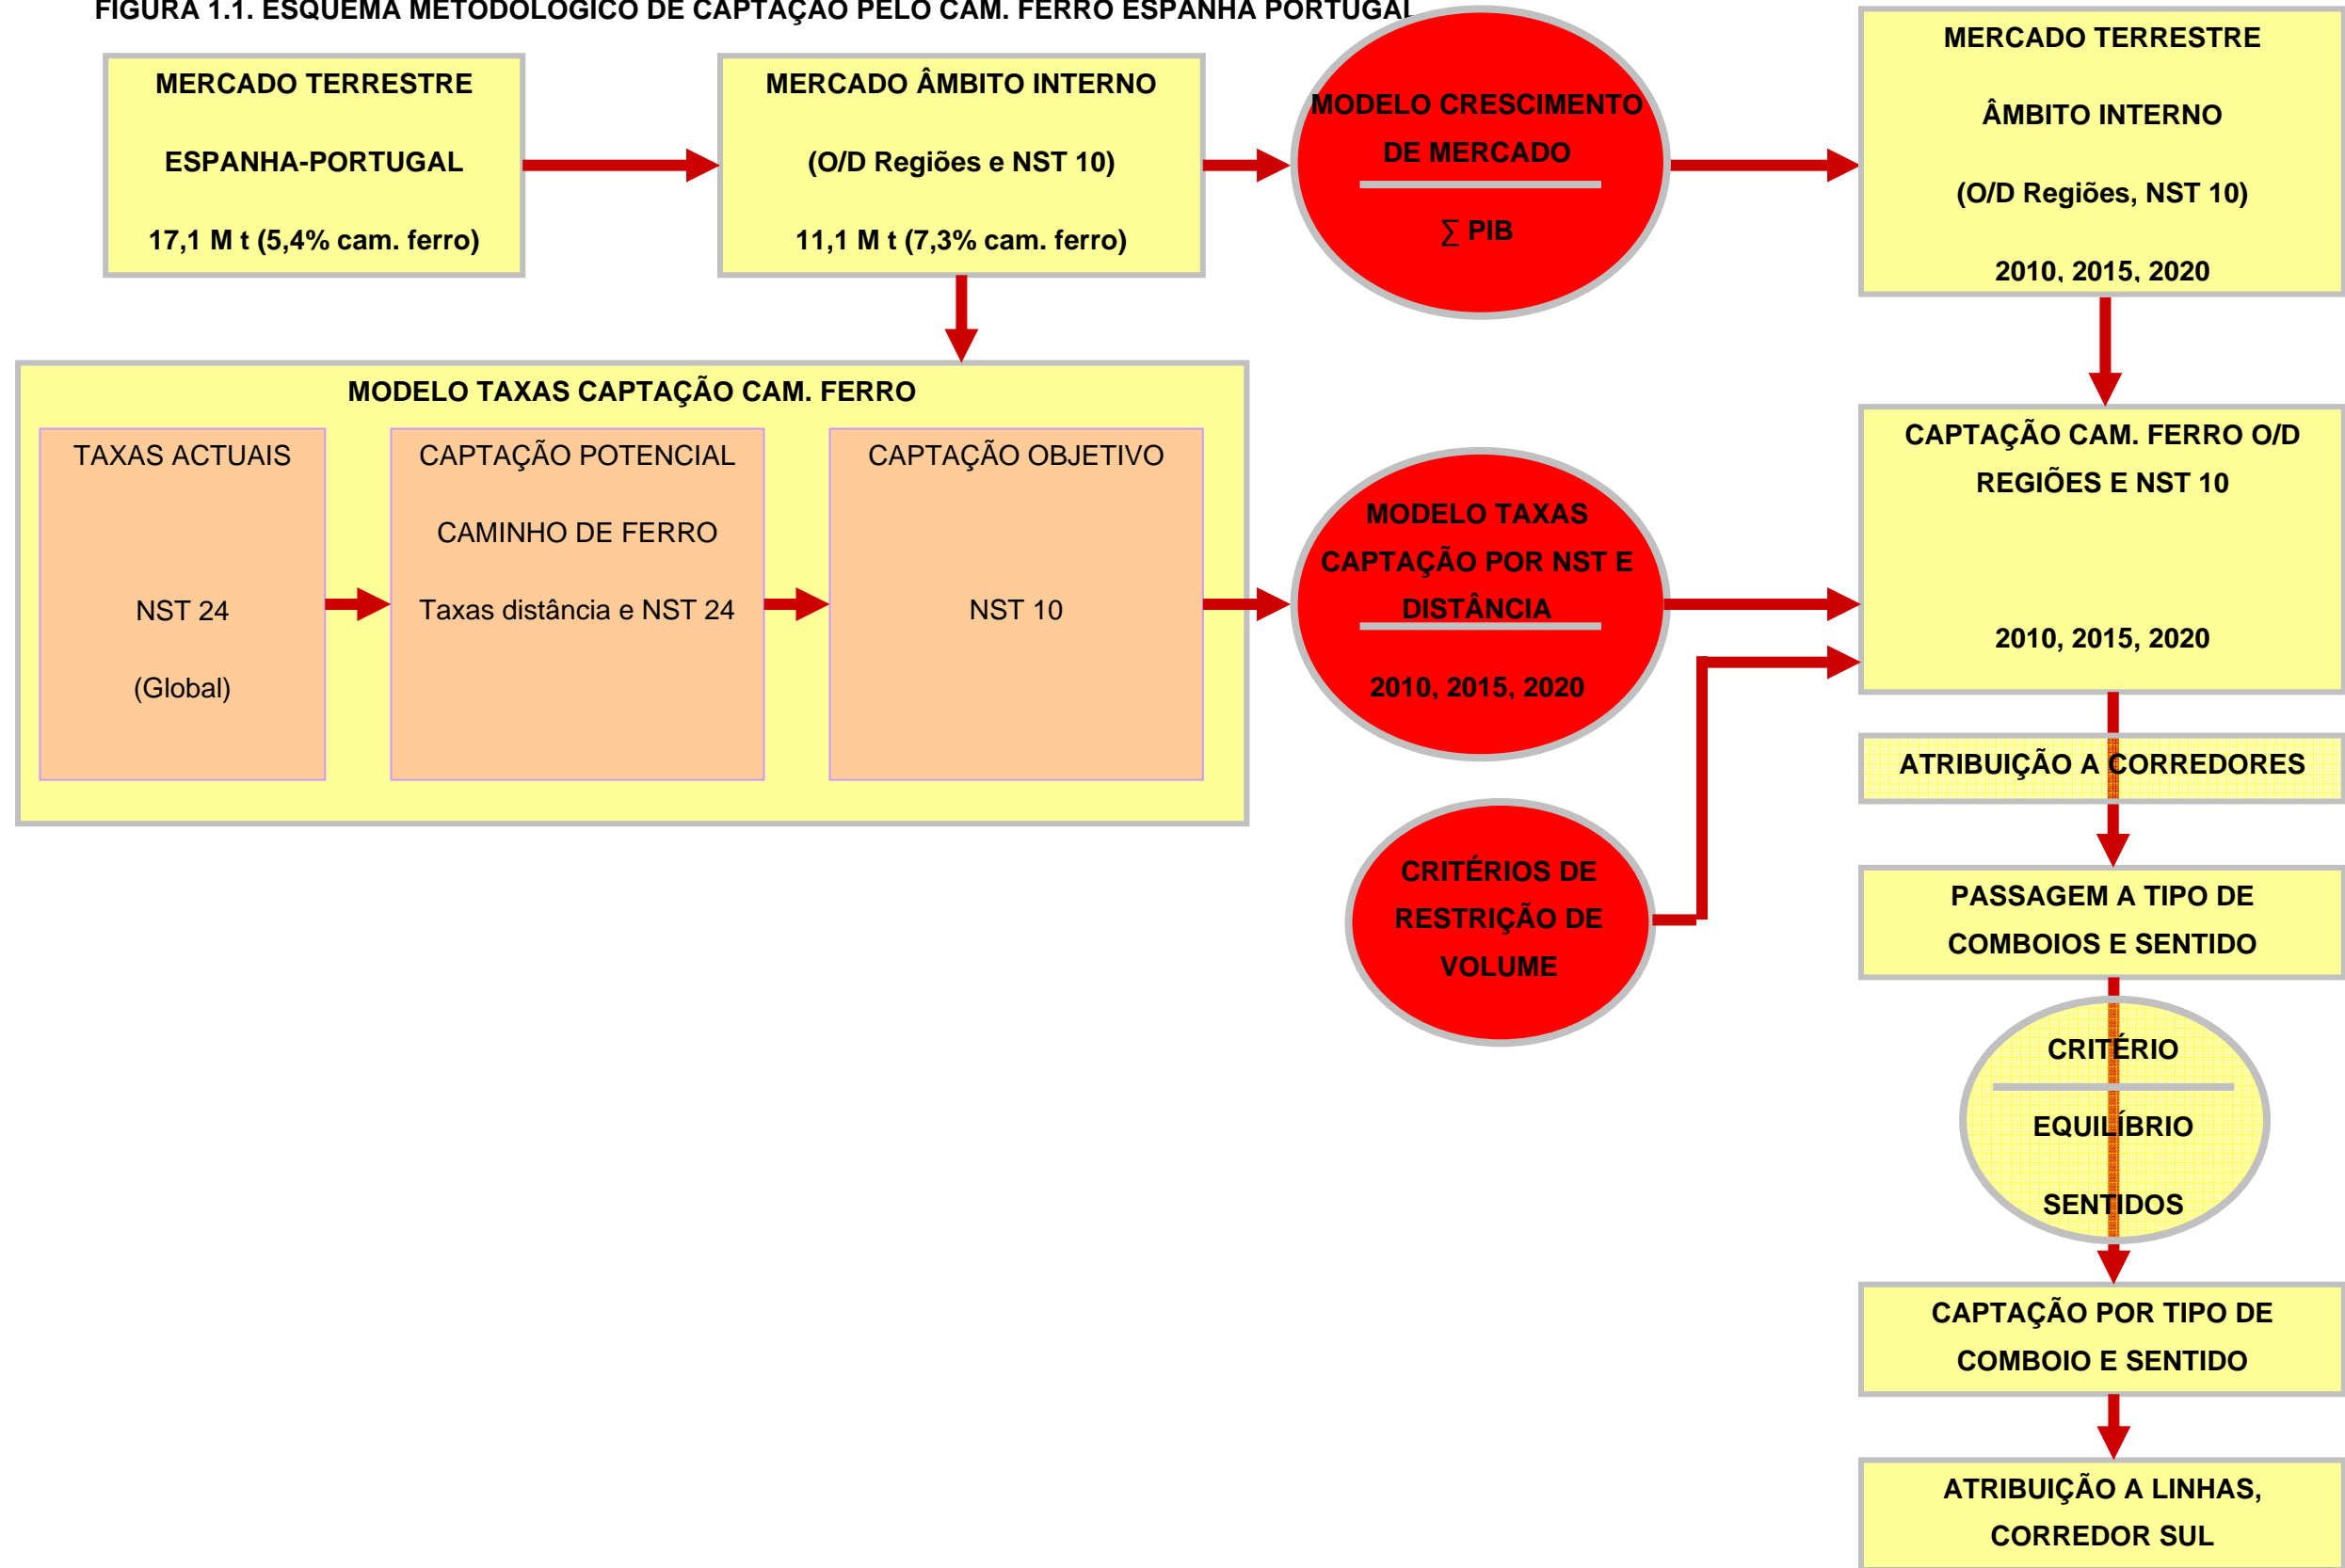 FIGURA 1.1. ESQUEMA METODOLÓGICO DE CAPTAÇÃO PELO CAM. FERRO ESPANHA PORTUGAL
MERCADO TERRESTRE
ESPANHA-PORTUGAL
17,1 M t (5,4% cam. ferro)
MERCADO ÂMBITO INTERNO
(O/D Regiões e NST 10)
11,1 M t (7,3% cam. ferro)
MODELO CRESCIMENTO
DE MERCADO
∑ PIB
MERCADO TERRESTRE
ÂMBITO INTERNO
(O/D Regiões, NST 10)
2010, 2015, 2020
MODELO TAXAS CAPTAÇÃO CAM. FERRO
TAXAS ACTUAIS
NST 24
(Global)
CAPTAÇÃO POTENCIAL
CAMINHO DE FERRO
Taxas distância e NST 24
CAPTAÇÃO OBJETIVO
NST 10
MODELO TAXAS
CAPTAÇÃO POR NST E
DISTÂNCIA
2010, 2015, 2020
CAPTAÇÃO CAM. FERRO O/D
REGIÕES E NST 10
2010, 2015, 2020
CRITÉRIOS DE
RESTRIÇÃO DE
VOLUME
ATRIBUIÇÃO A CORREDORES
PASSAGEM A TIPO DE
COMBOIOS E SENTIDO
CRITÉRIO
EQUILÍBRIO
SENTIDOS
CAPTAÇÃO POR TIPO DE
COMBOIO E SENTIDO
ATRIBUIÇÃO A LINHAS,
CORREDOR SUL